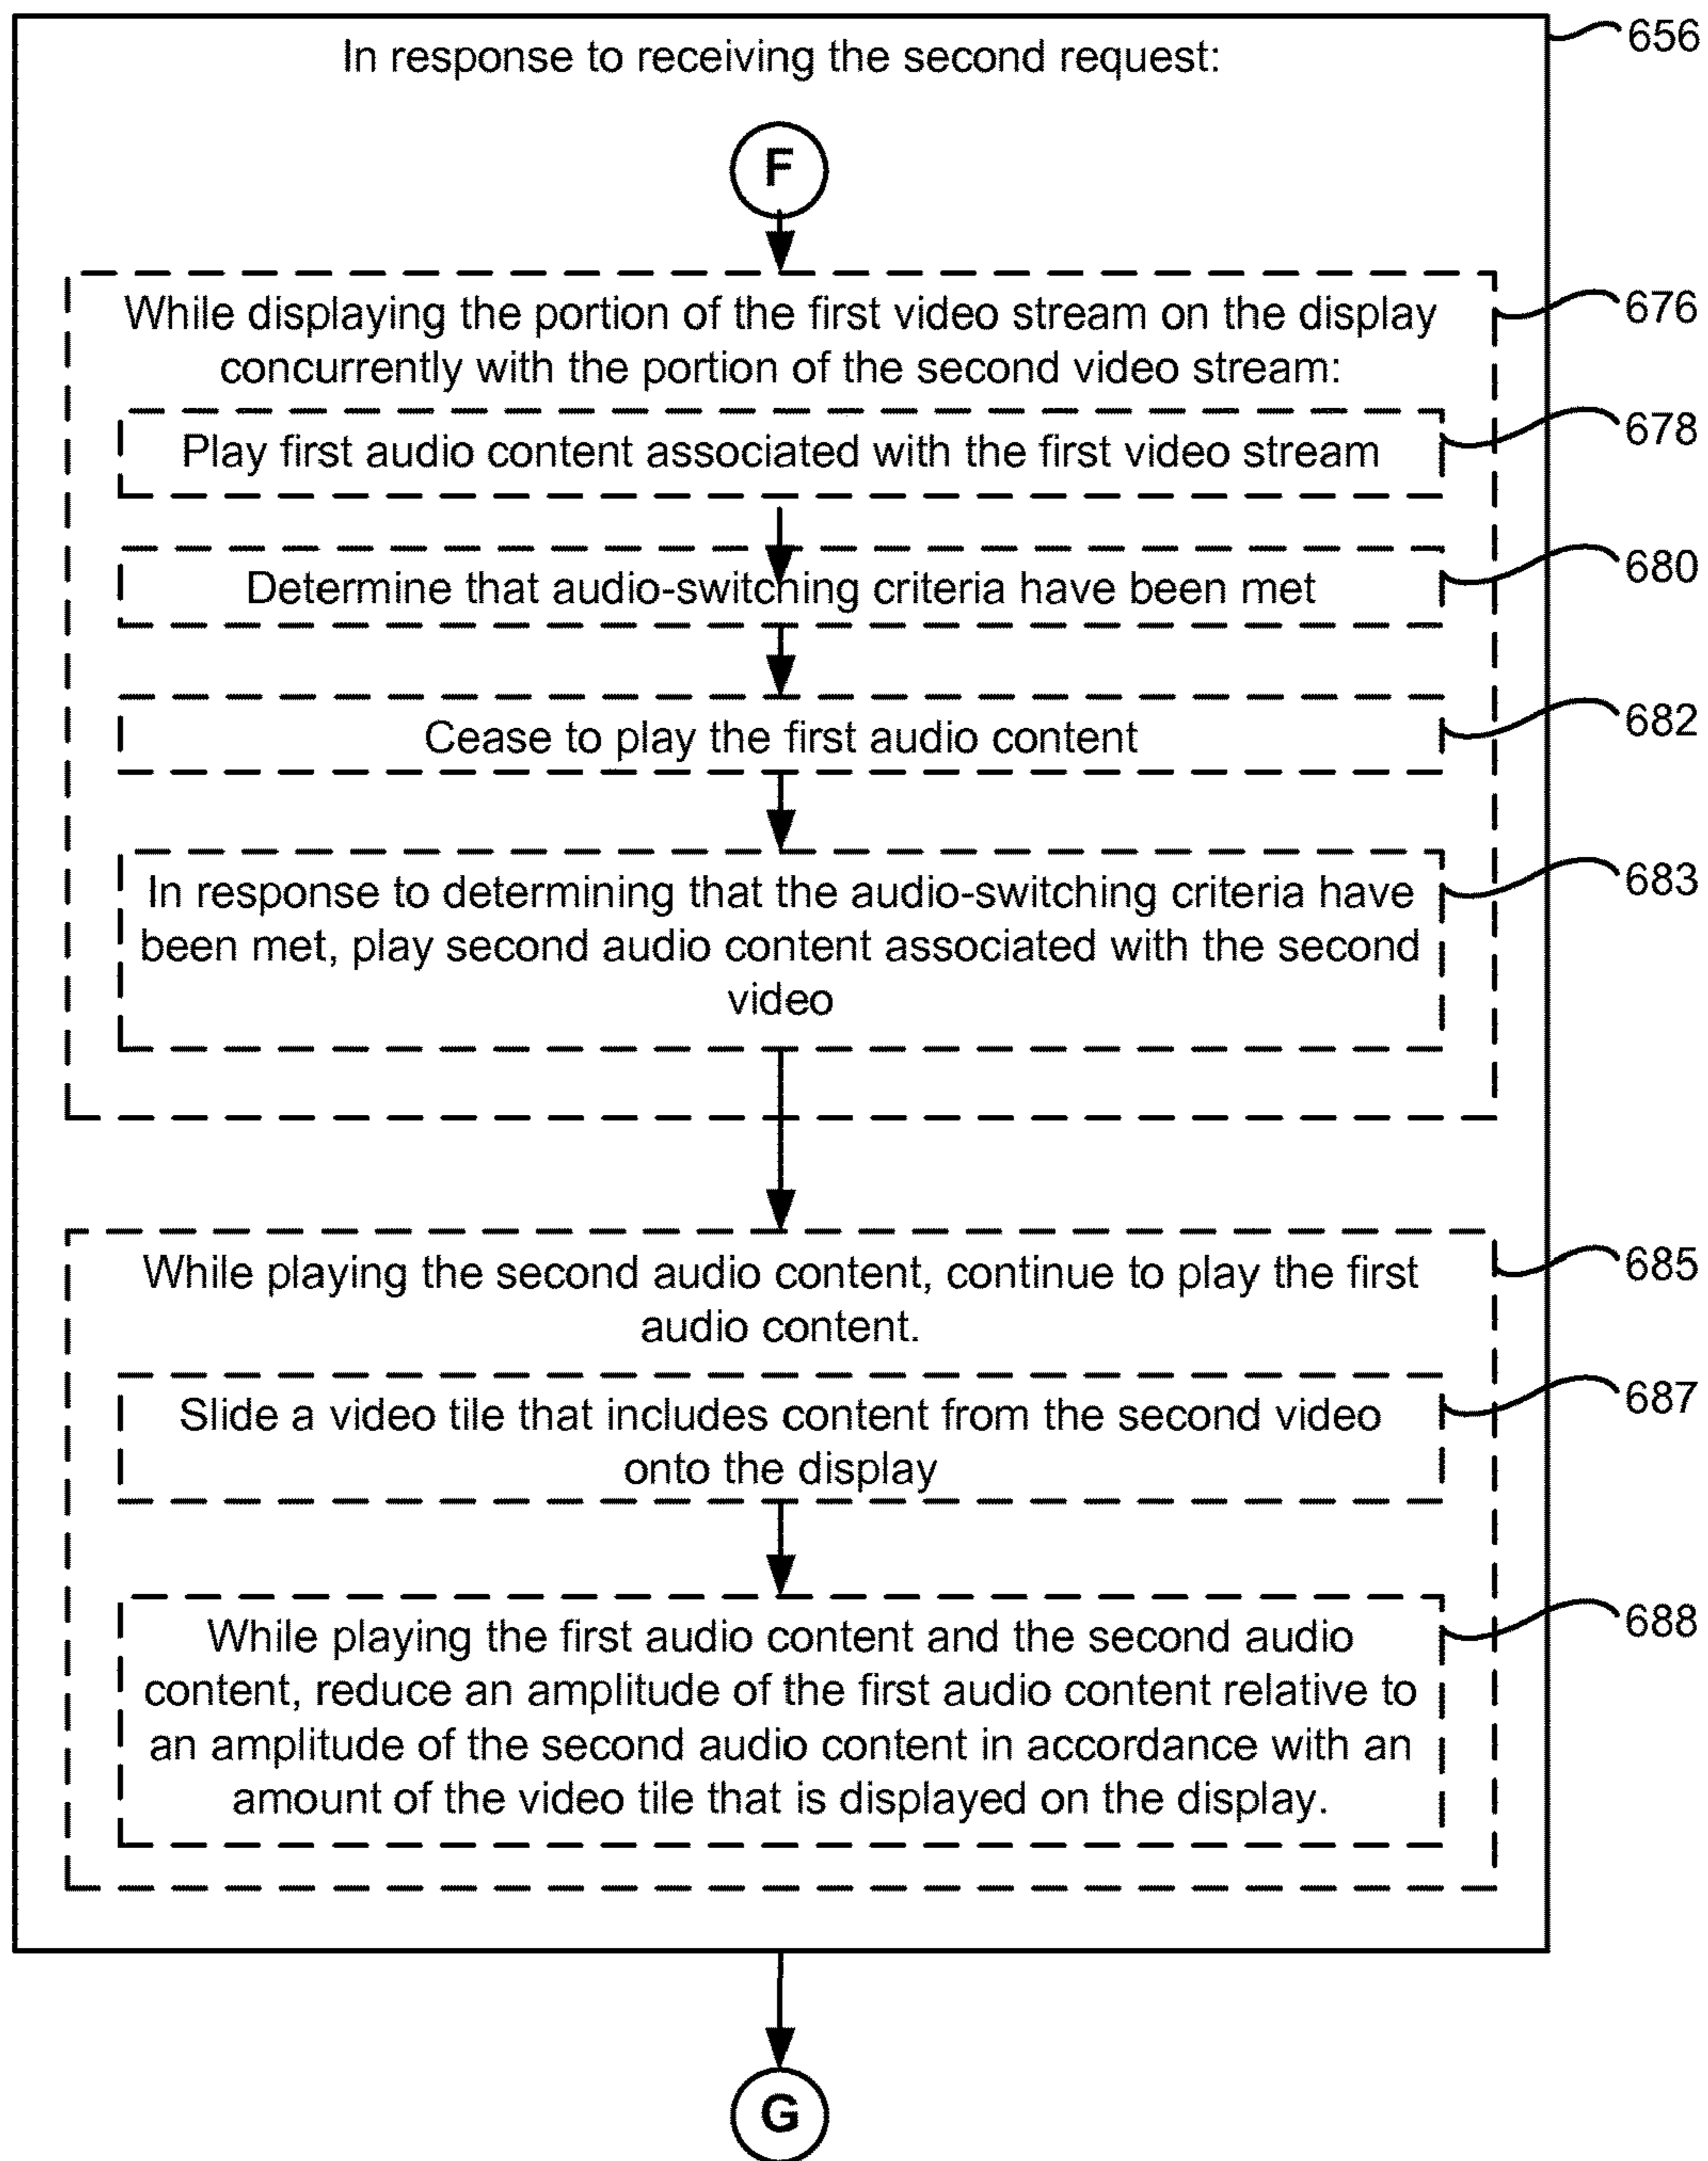 In response to receiving the second request:
656
F
While displaying the portion of the first video stream on the display
concurrently with the portion of the second video stream:
676
Play first audio content associated with the first video stream
678
Determine that audio-switching criteria have been met
680
Cease to play the first audio content
682
In response to determining that the audio-switching criteria have
been met, play second audio content associated with the second
video
683
While playing the second audio content, continue to play the first
audio content.
685
Slide a video tile that includes content from the second video
onto the display
687
While playing the first audio content and the second audio
content, reduce an amplitude of the first audio content relative to
an amplitude of the second audio content in accordance with an
amount of the video tile that is displayed on the display.
688
G